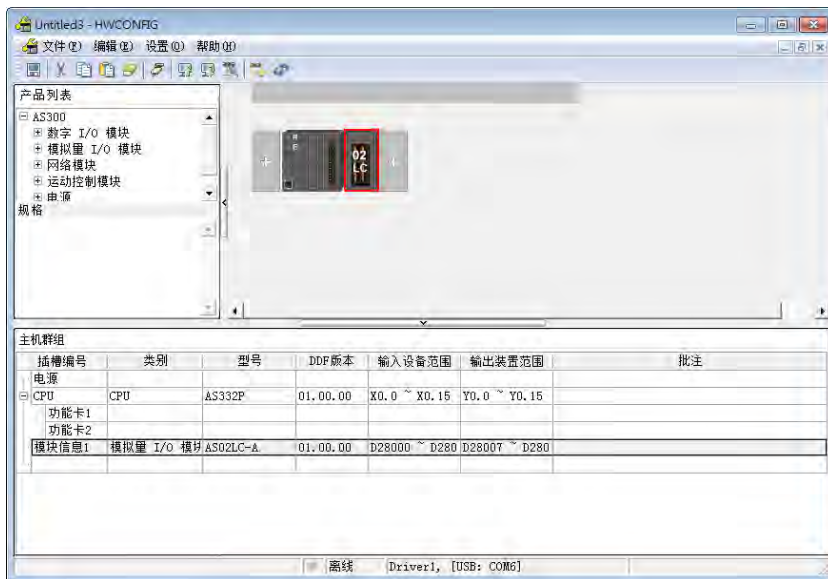 Untitled3 - HWCONFIG
文件(F) 编辑(E) 设置(O) 帮助(H)
产品列表
AS300
数字 I/O 模块
模拟量 I/O 模块
网络模块
运动控制模块
电源
规格
02
LC
主机群组
插槽编号 类别 型号 DDF版本 输入设备范围 输出装置范围 批注
电源
CPU CPU AS332P 01.00.00 X0.0 ~ X0.15 Y0.0 ~ Y0.15
功能卡1
功能卡2
模块信息1 模拟量 I/O 模块 AS02LC-A 01.00.00 D28000 ~ D280 D28007 ~ D280
离线 Driver1, [USB: COM6]